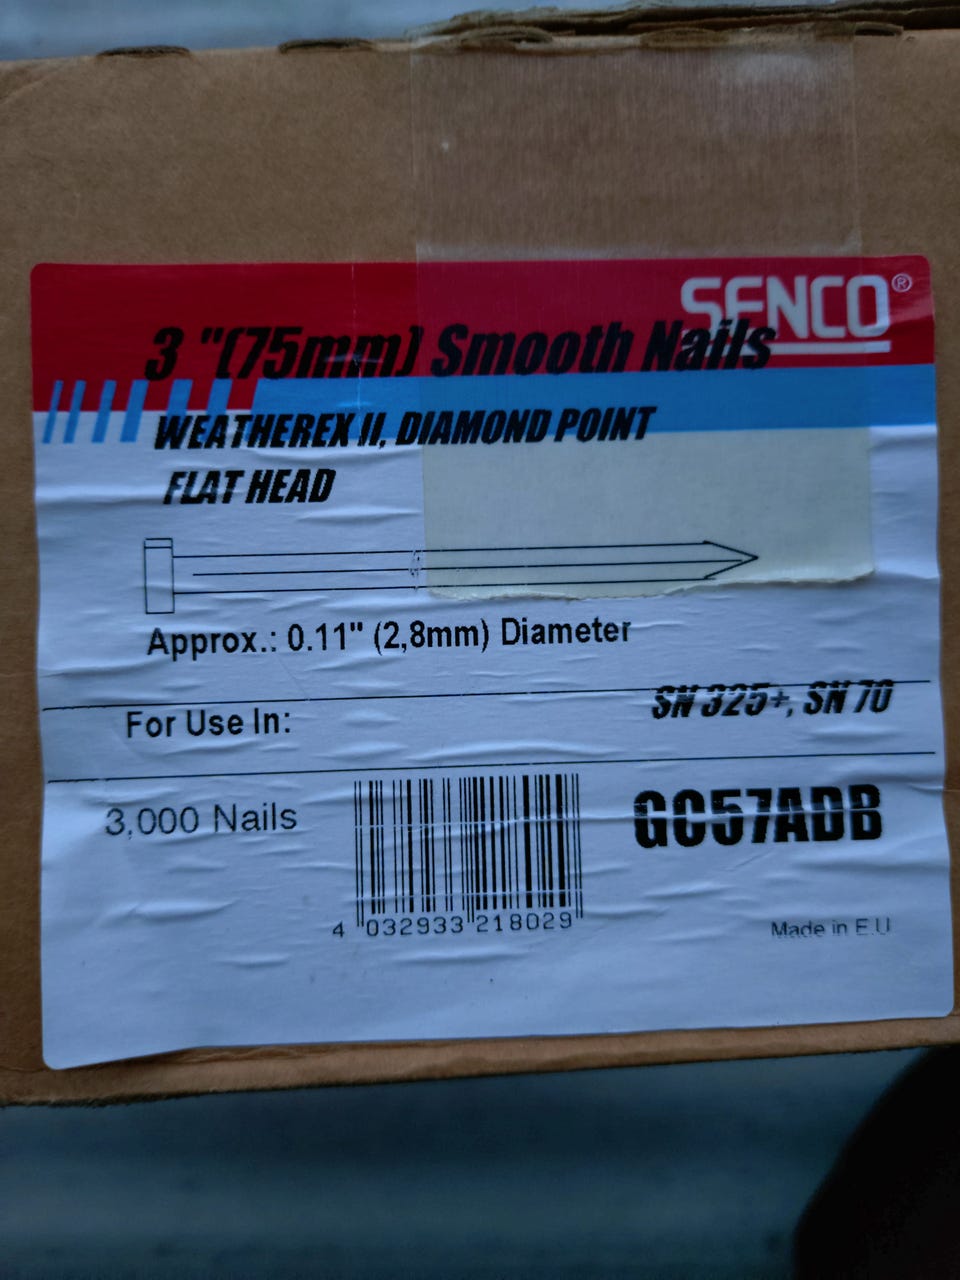 SENCO®
3 "(75mm) Smooth Nails
WEATHEREX II, DIAMOND POINT
FLAT HEAD
Approx.: 0.11" (2,8mm) Diameter
For Use In: SN 325+, SN 70
3,000 Nails
GC57ADB
4 032933 218029
Made in E.U